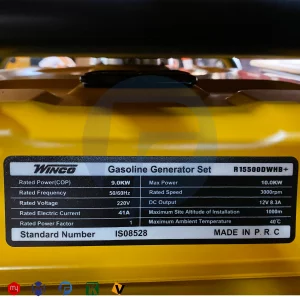 WINCO Gasoline Generator Set R15500DWHB+
Rated Power(COP) 9.0KW Max Power 10.0KW
Rated Frequency 50/60Hz Rated Speed 3000rpm
Rated Voltage 220V DC Output 12V 8.3A
Rated Electric Current 41A Maximum Site Altitude of Installation 1000m
Power Factor 1 Maximum Ambient Temperature 40℃
Standard Number IS08528 MADE IN P.R.C